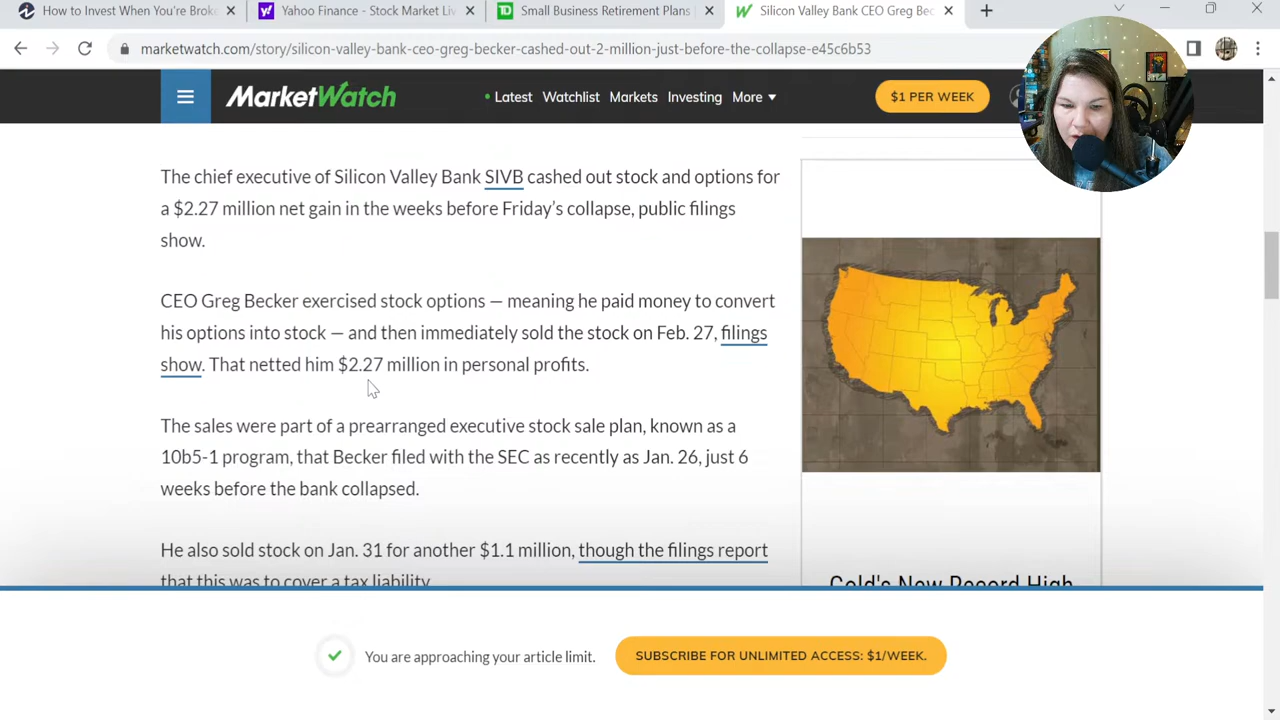 How to Invest When You're Broke
Yahoo Finance - Stock Market Liv
Small Business Retirement Plans |
Silicon Valley Bank CEO Greg Bec
marketwatch.com/story/silicon-valley-bank-ceo-greg-becker-cashed-out-2-million-just-before-the-collapse-e45c6b53
MarketWatch
Latest Watchlist Markets Investing More
$1 PER WEEK
The chief executive of Silicon Valley Bank SIVB cashed out stock and options for
a $2.27 million net gain in the weeks before Friday's collapse, public filings
show.
CEO Greg Becker exercised stock options — meaning he paid money to convert
his options into stock — and then immediately sold the stock on Feb. 27, filings
show. That netted him $2.27 million in personal profits.
The sales were part of a prearranged executive stock sale plan, known as a
10b5-1 program, that Becker filed with the SEC as recently as Jan. 26, just 6
weeks before the bank collapsed.
He also sold stock on Jan. 31 for another $1.1 million, though the filings report
that this was to cover a tax liability.
Gold's New Record High
You are approaching your article limit.
SUBSCRIBE FOR UNLIMITED ACCESS: $1/WEEK.